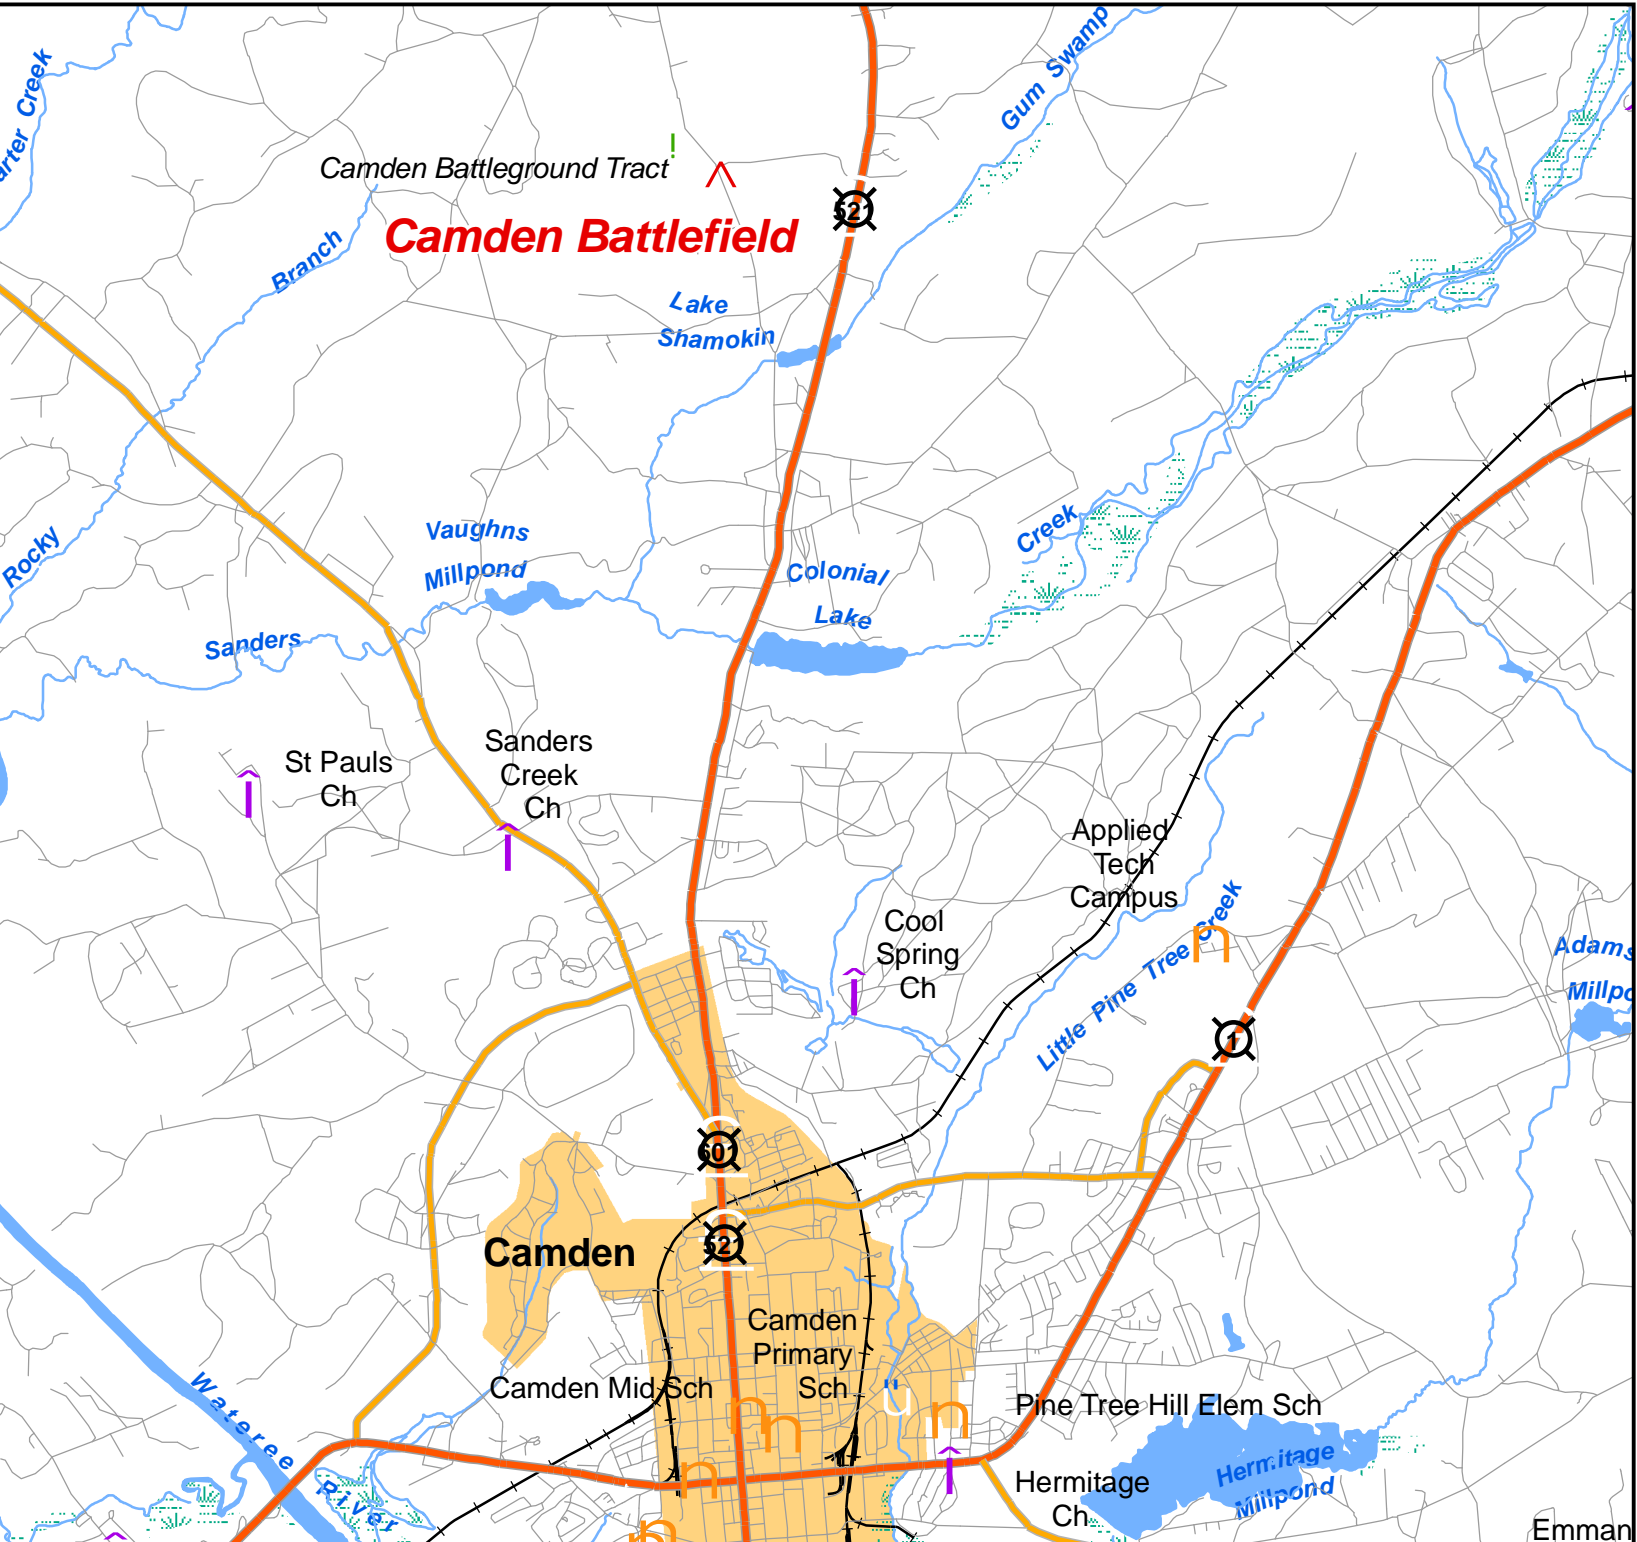 Gum Swamp
arter Creek
Camden Battleground Tract
521
Camden Battlefield
Branch
Lake
Shamokin
Creek
Vaughns
Millpond
Rocky
Colonial
Lake
Sanders
St Pauls
Ch
Sanders
Creek
Ch
Applied
Tech
Campus
Cool
Spring
Ch
Little Pine Tree Creek
Adams
Millpo
1
601
521
Camden
Camden
Primary
Sch
Camden Mid Sch
Pine Tree Hill Elem Sch
Wateree River
Hermitage
Millpond
Hermitage
Ch
Emman